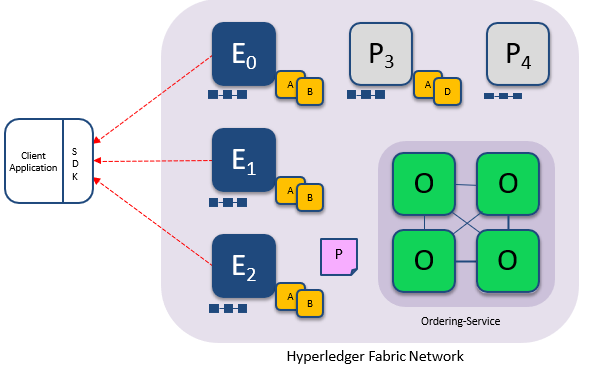 E0
P3
P4
A
B
A
D
Client
Application
S
D
K
E1
A
B
O
O
E2
P
O
O
A
B
Ordering-Service
Hyperledger Fabric Network